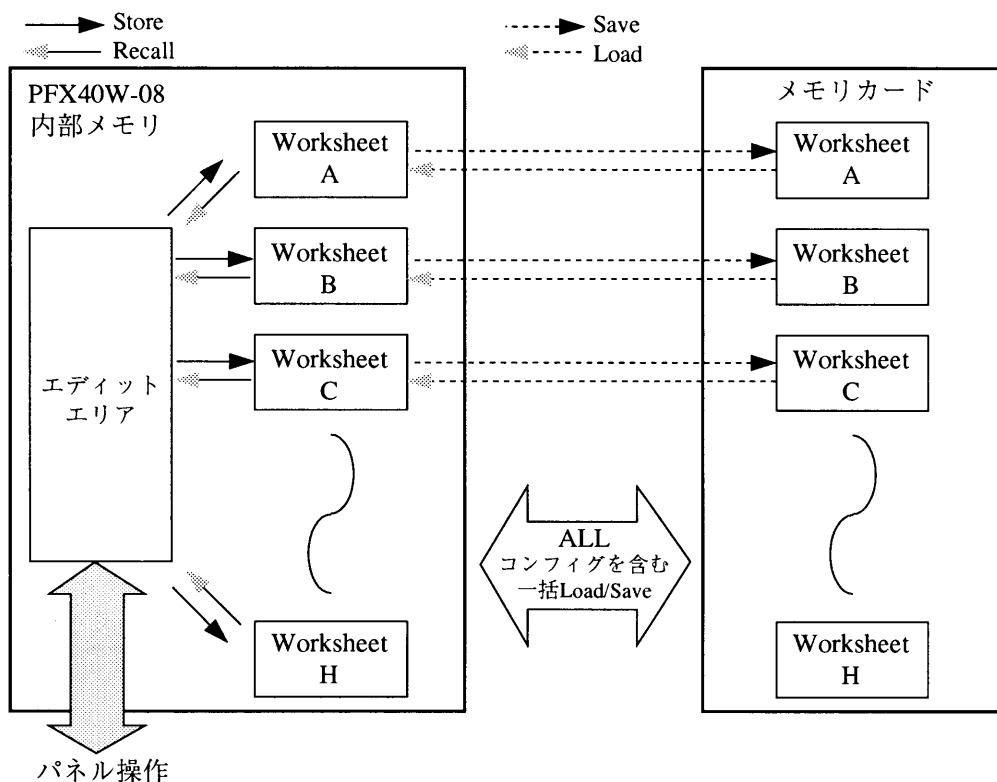 Store
Recall
Save
Load
PFX40W-08
内部メモリ
Worksheet
A
Worksheet
B
Worksheet
C
Worksheet
H
エディット
エリア
パネル操作
ALL
コンフィグを含む
一括Load/Save
メモリカード
Worksheet
A
Worksheet
B
Worksheet
C
Worksheet
H